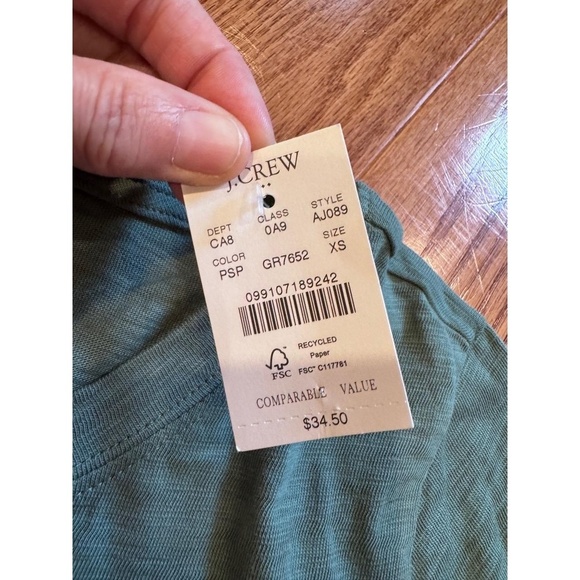 J.CREW
DEPT CLASS STYLE
CA8 0A9 AJ089
COLOR SIZE
PSP GR7652 XS
099107189242
RECYCLED
Paper
FSC FSC™ C117781
COMPARABLE VALUE
$34.50